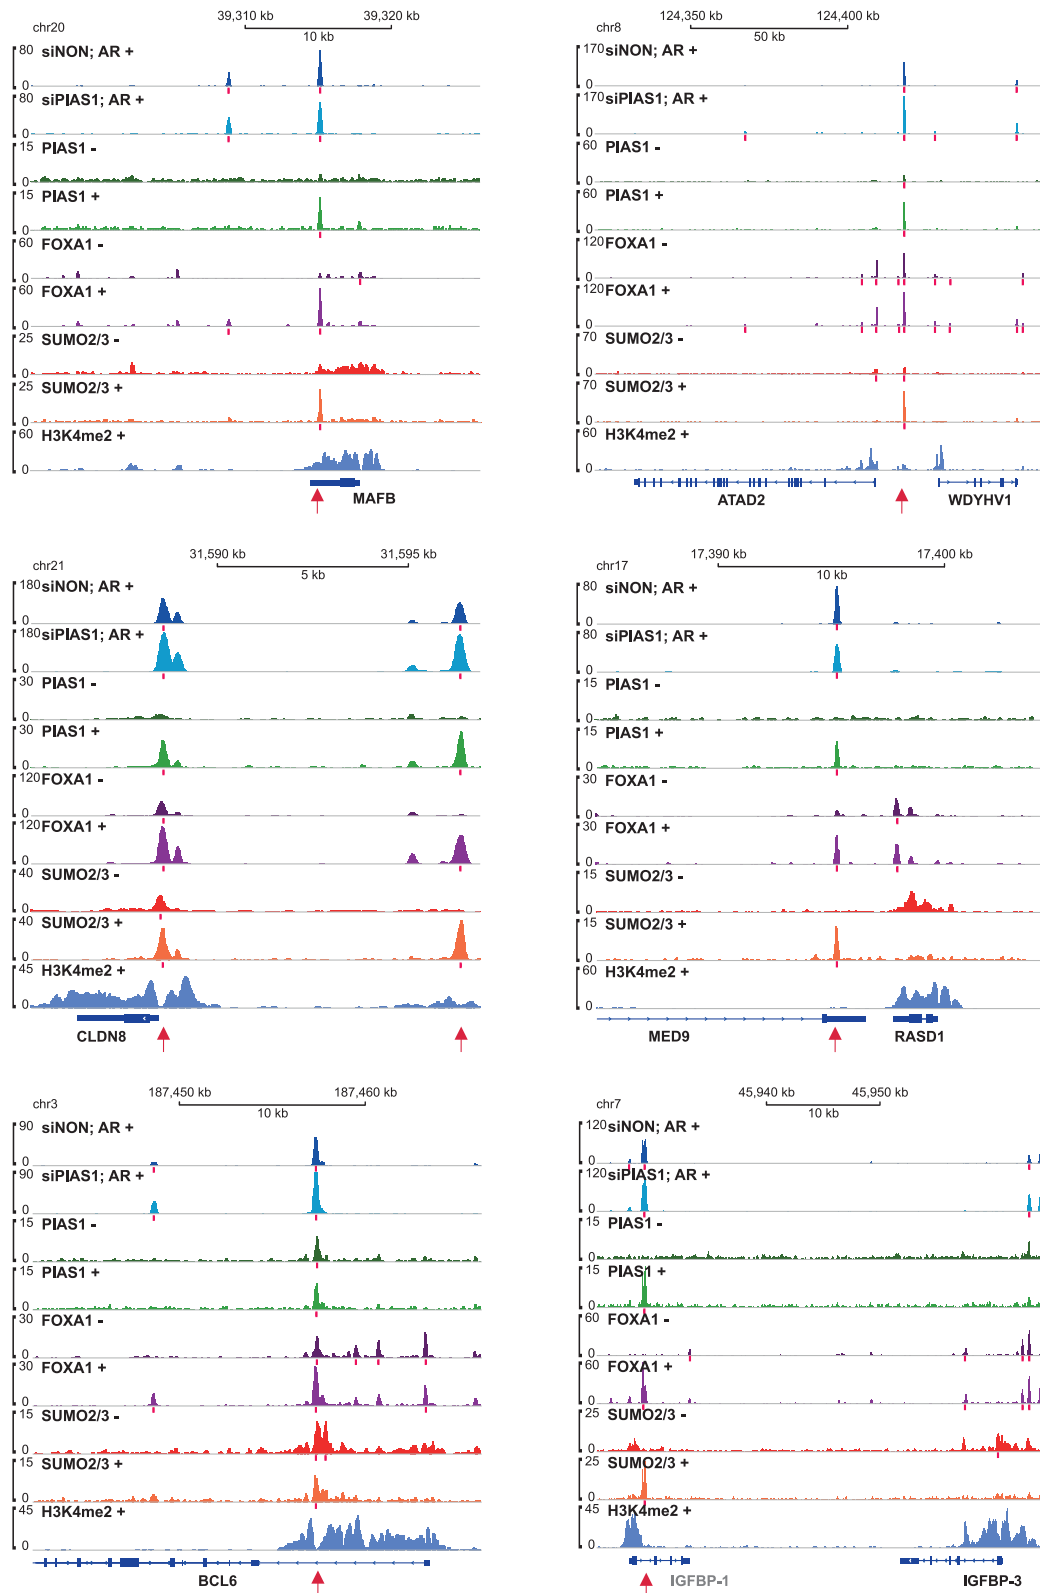 39,310 kb 39,320 kb
chr20 10 kb
80 siNON; AR +
0
80 siPIAS1; AR +
0
15 PIAS1 -
0
15 PIAS1 +
0
60 FOXA1 -
0
60 FOXA1 +
0
25 SUMO2/3 -
0
25 SUMO2/3 +
0
60 H3K4me2 +
0
MAFB
124,350 kb 124,400 kb
chr8 50 kb
170 siNON; AR +
0
170 siPIAS1; AR +
0
60 PIAS1 -
0
60 PIAS1 +
0
120 FOXA1 -
0
120 FOXA1 +
0
70 SUMO2/3 -
0
70 SUMO2/3 +
0
60 H3K4me2 +
0
ATAD2 WDYHV1
31,590 kb 31,595 kb
chr21 5 kb
180 siNON; AR +
0
180 siPIAS1; AR +
0
30 PIAS1 -
0
30 PIAS1 +
0
120 FOXA1 -
0
120 FOXA1 +
0
40 SUMO2/3 -
0
40 SUMO2/3 +
0
45 H3K4me2 +
0
CLDN8
17,390 kb 17,400 kb
chr17 10 kb
80 siNON; AR +
0
80 siPIAS1; AR +
0
15 PIAS1 -
0
15 PIAS1 +
0
30 FOXA1 -
0
30 FOXA1 +
0
15 SUMO2/3 -
0
15 SUMO2/3 +
0
60 H3K4me2 +
0
MED9 RASD1
187,450 kb 187,460 kb
chr3 10 kb
90 siNON; AR +
0
90 siPIAS1; AR +
0
15 PIAS1 -
0
15 PIAS1 +
0
30 FOXA1 -
0
30 FOXA1 +
0
15 SUMO2/3 -
0
15 SUMO2/3 +
0
45 H3K4me2 +
0
BCL6
45,940 kb 45,950 kb
chr7 10 kb
120 siNON; AR +
0
120 siPIAS1; AR +
0
15 PIAS1 -
0
15 PIAS1 +
0
60 FOXA1 -
0
60 FOXA1 +
0
25 SUMO2/3 -
0
25 SUMO2/3 +
0
45 H3K4me2 +
0
IGFBP-1 IGFBP-3